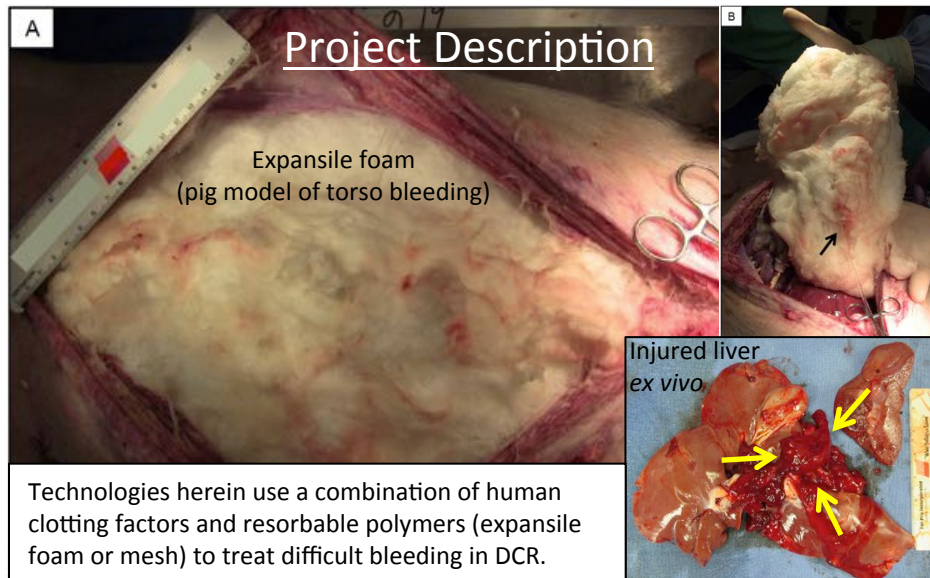 A
Project Description
B
Expansile foam
(pig model of torso bleeding)
Injured liver
ex vivo
Technologies herein use a combination of human
clotting factors and resorbable polymers (expansile
foam or mesh) to treat difficult bleeding in DCR.